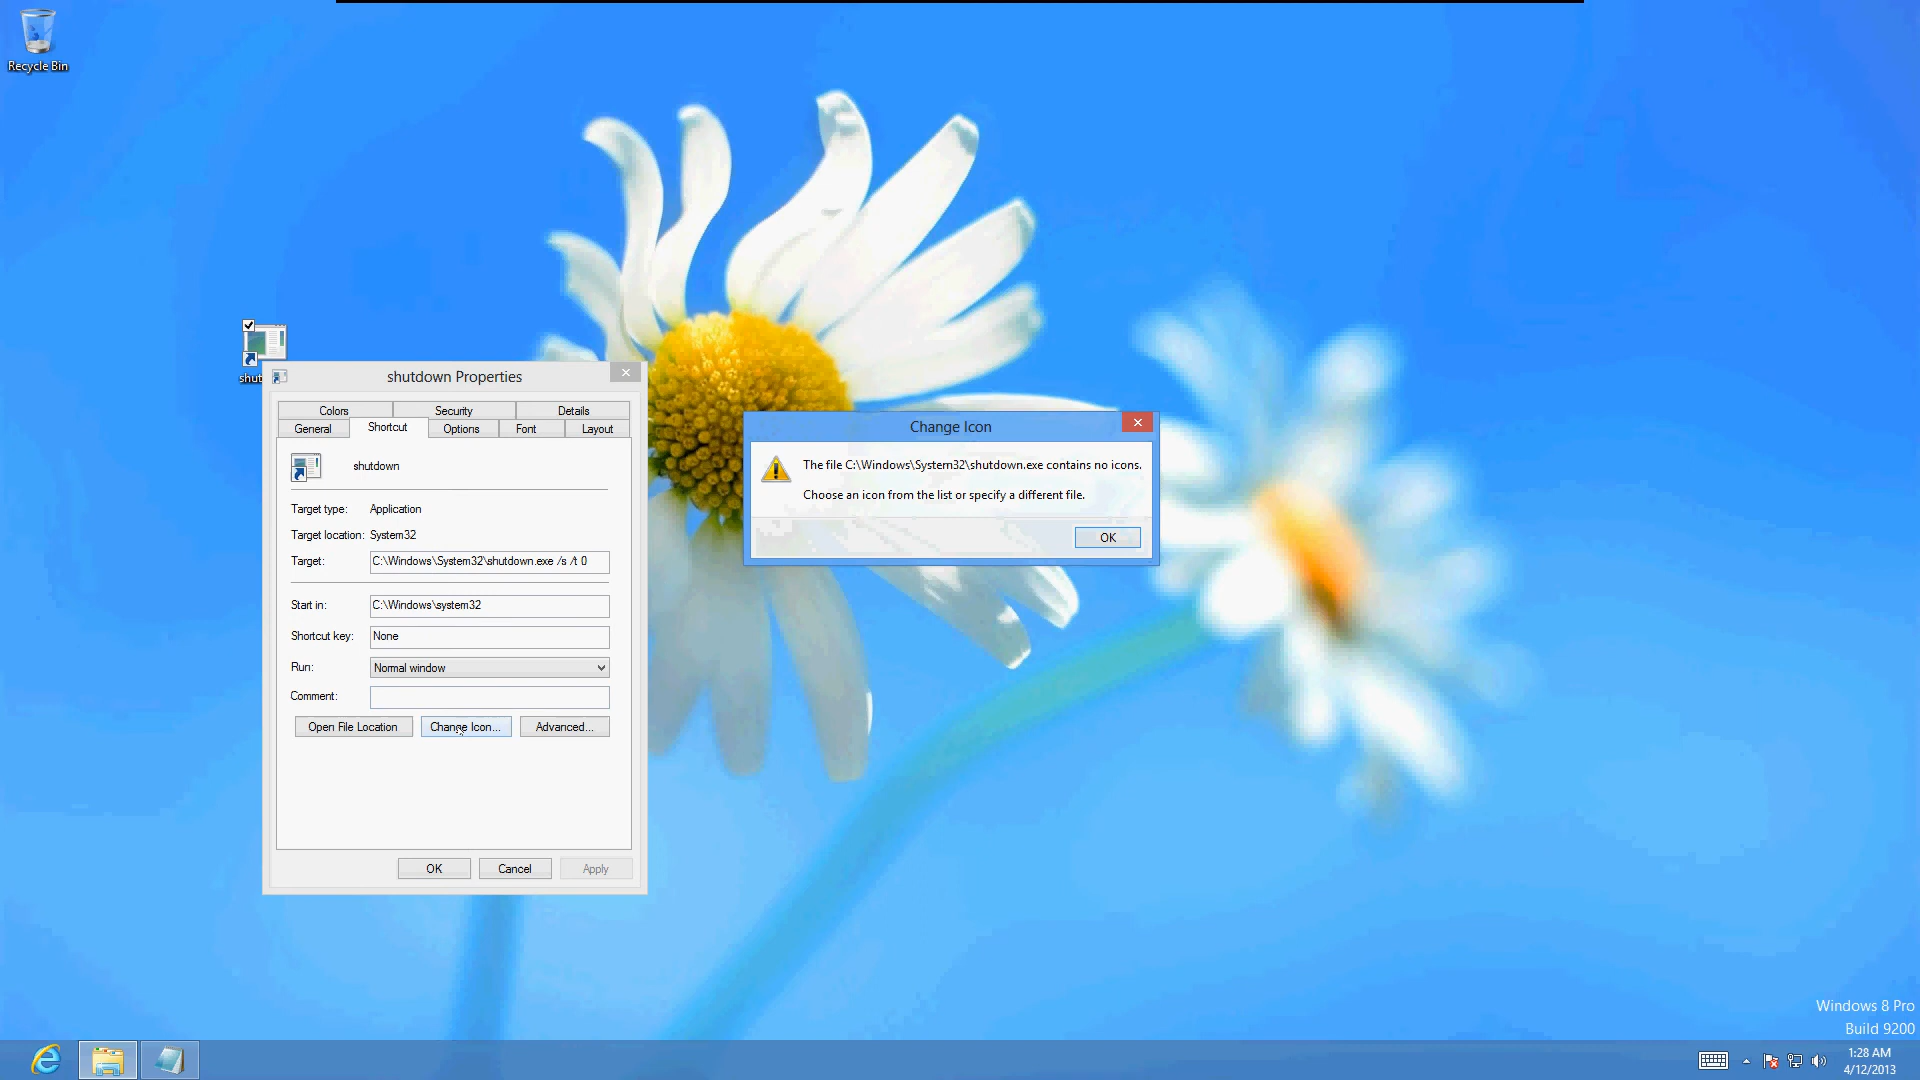 Recycle Bin
shut
shutdown Properties
Colors
Security
Details
General
Shortcut
Options
Font
Layout
shutdown
Target type:
Application
Target location:
System32
Target:
C:\Windows\System32\shutdown.exe /s /t 0
Start in:
C:\Windows\system32
Shortcut key:
None
Run:
Normal window
Comment:
Open File Location
Change Icon...
Advanced...
OK
Cancel
Apply
Change Icon
The file C:\Windows\System32\shutdown.exe contains no icons.
Choose an icon from the list or specify a different file.
OK
Windows 8 Pro
Build 9200
1:28 AM
4/12/2013